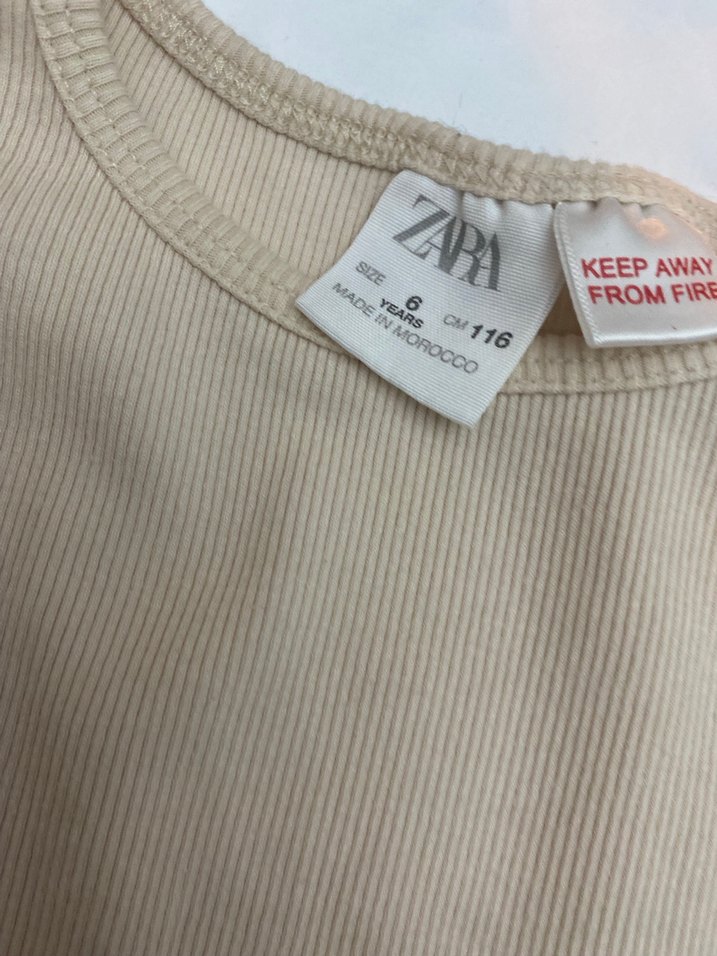 ZARA
SIZE 6 CM 116
YEARS
MADE IN MOROCCO
KEEP AWAY
FROM FIRE